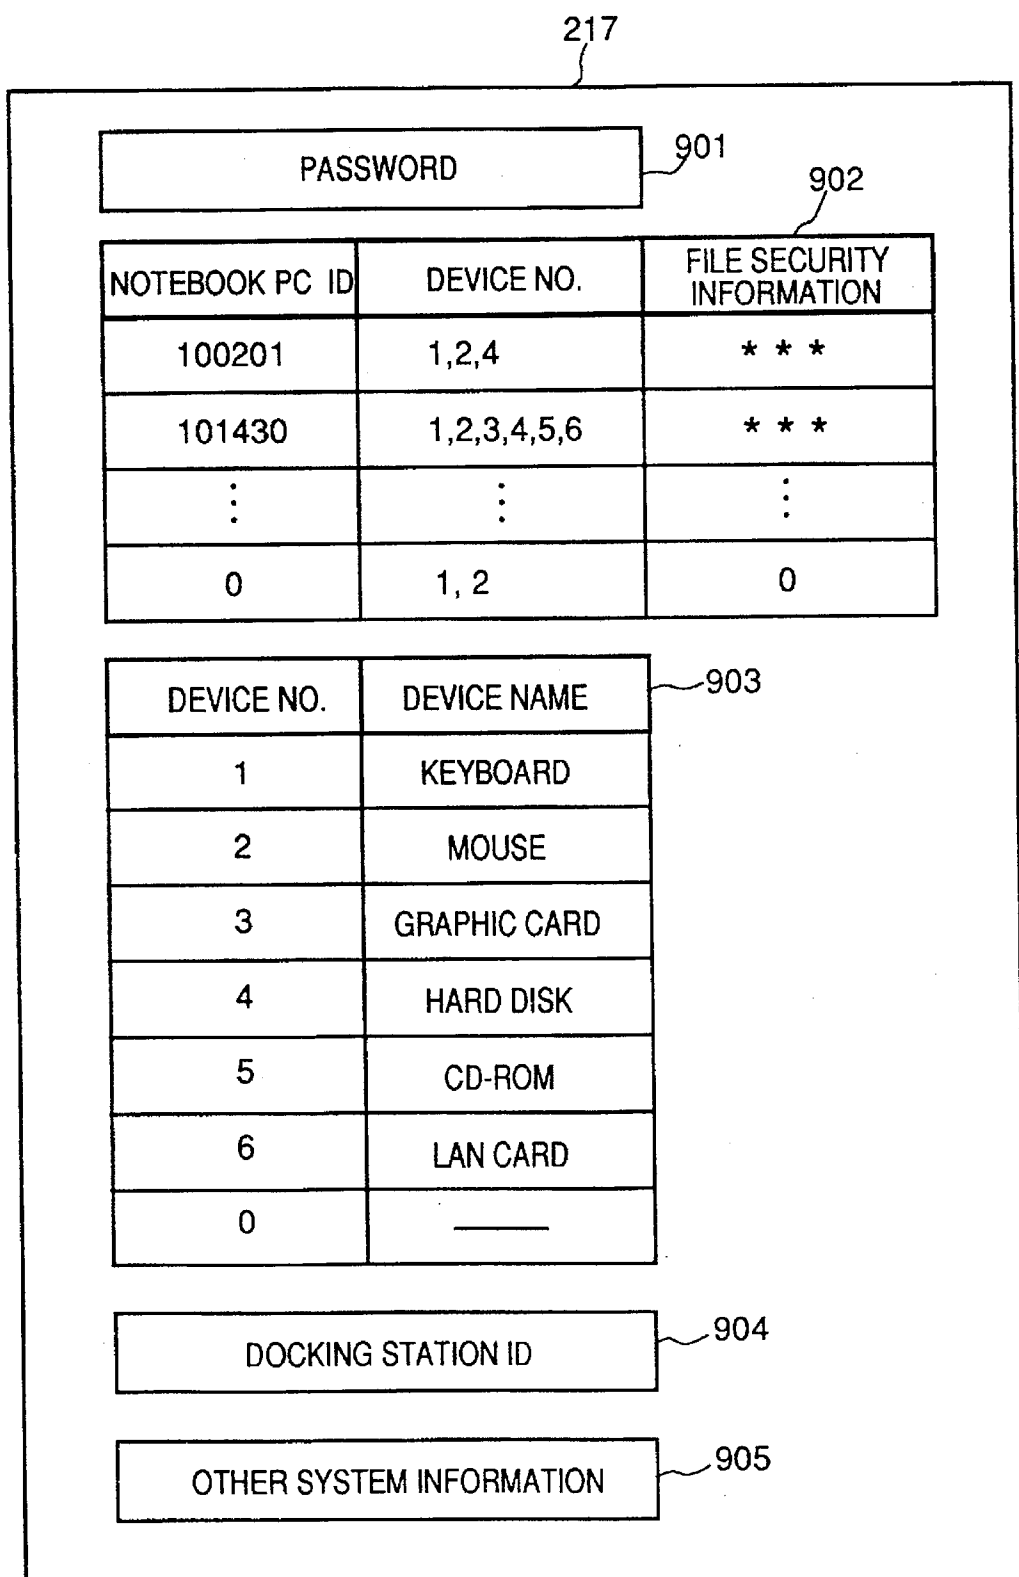 217
PASSWORD
901
902
NOTEBOOK PC ID DEVICE NO. FILE SECURITY
INFORMATION
100201 1,2,4 * * *
101430 1,2,3,4,5,6 * * *
⋮ ⋮ ⋮
0 1, 2 0
903
DEVICE NO. DEVICE NAME
1 KEYBOARD
2 MOUSE
3 GRAPHIC CARD
4 HARD DISK
5 CD-ROM
6 LAN CARD
0 ———
DOCKING STATION ID
904
OTHER SYSTEM INFORMATION
905